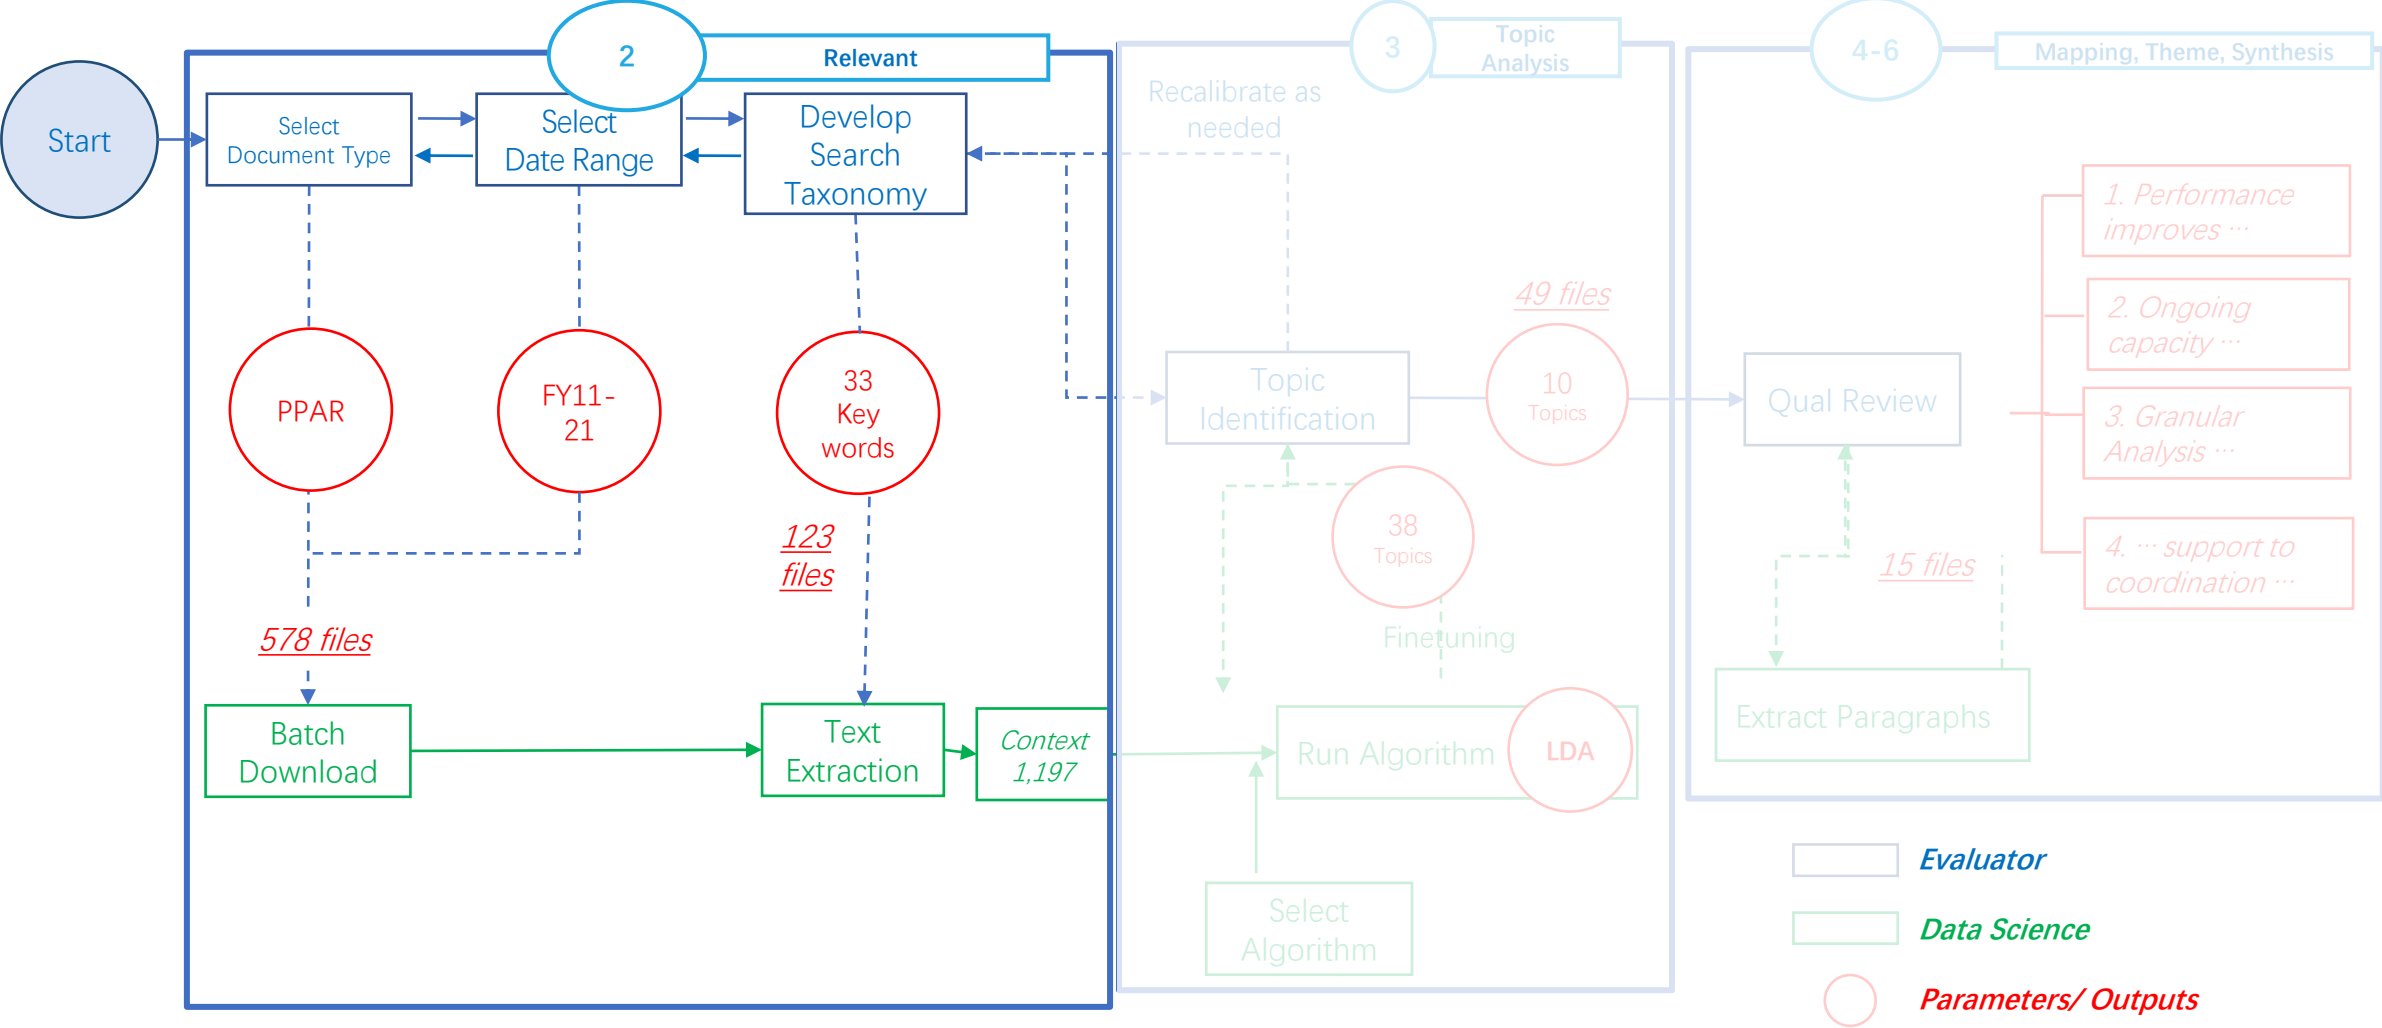 Start
2
Relevant
Select
Document Type
Select
Date Range
Develop
Search
Taxonomy
PPAR
FY11-
21
33
Key
words
123
files
578 files
Batch
Download
Text
Extraction
Context
1,197
3
Topic
Analysis
Recalibrate as
needed
Topic
Identification
49 files
10
Topics
38
Topics
Finetuning
Run Algorithm
LDA
Select
Algorithm
4-6
Mapping, Theme, Synthesis
Qual Review
15 files
Extract Paragraphs
1. Performance
improves ...
2. Ongoing
capacity ...
3. Granular
Analysis ...
4. ... support to
coordination ...
Evaluator
Data Science
Parameters/ Outputs